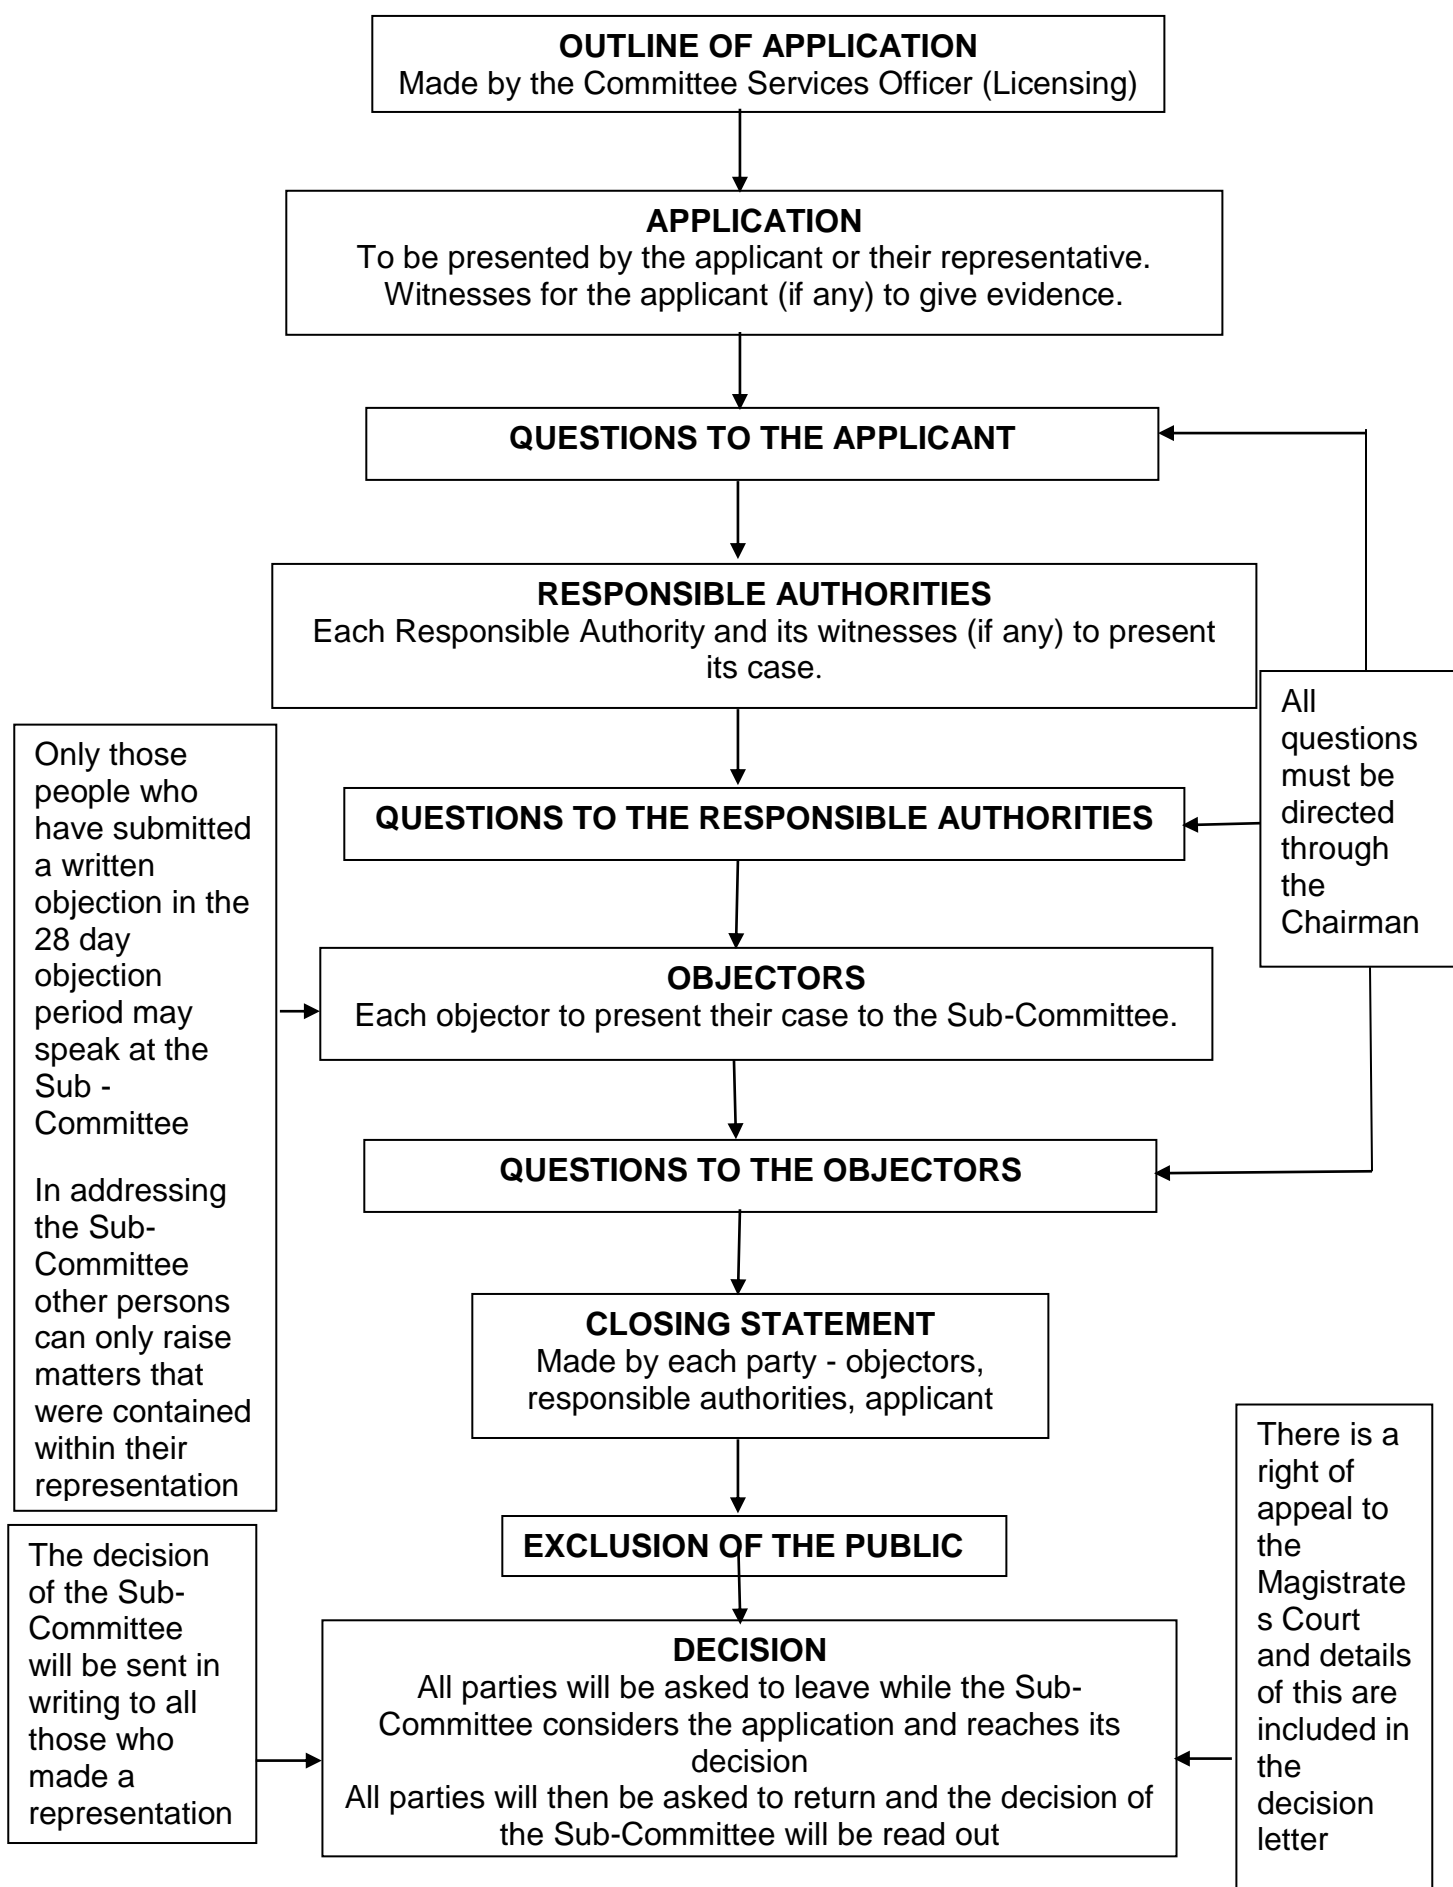 OUTLINE OF APPLICATION
Made by the Committee Services Officer (Licensing)
APPLICATION
To be presented by the applicant or their representative.
Witnesses for the applicant (if any) to give evidence.
QUESTIONS TO THE APPLICANT
RESPONSIBLE AUTHORITIES
Each Responsible Authority and its witnesses (if any) to present
its case.
All
questions
must be
directed
through
the
Chairman
Only those
people who
have submitted
a written
objection in the
28 day
objection
period may
speak at the
Sub -
Committee
In addressing
the Sub-
Committee
other persons
can only raise
matters that
were contained
within their
representation
QUESTIONS TO THE RESPONSIBLE AUTHORITIES
OBJECTORS
Each objector to present their case to the Sub-Committee.
QUESTIONS TO THE OBJECTORS
CLOSING STATEMENT
Made by each party - objectors,
responsible authorities, applicant
EXCLUSION OF THE PUBLIC
The decision
of the Sub-
Committee
will be sent in
writing to all
those who
made a
representation
DECISION
All parties will be asked to leave while the Sub-
Committee considers the application and reaches its
decision
All parties will then be asked to return and the decision of
the Sub-Committee will be read out
There is a
right of
appeal to
the
Magistrate
s Court
and details
of this are
included in
the
decision
letter